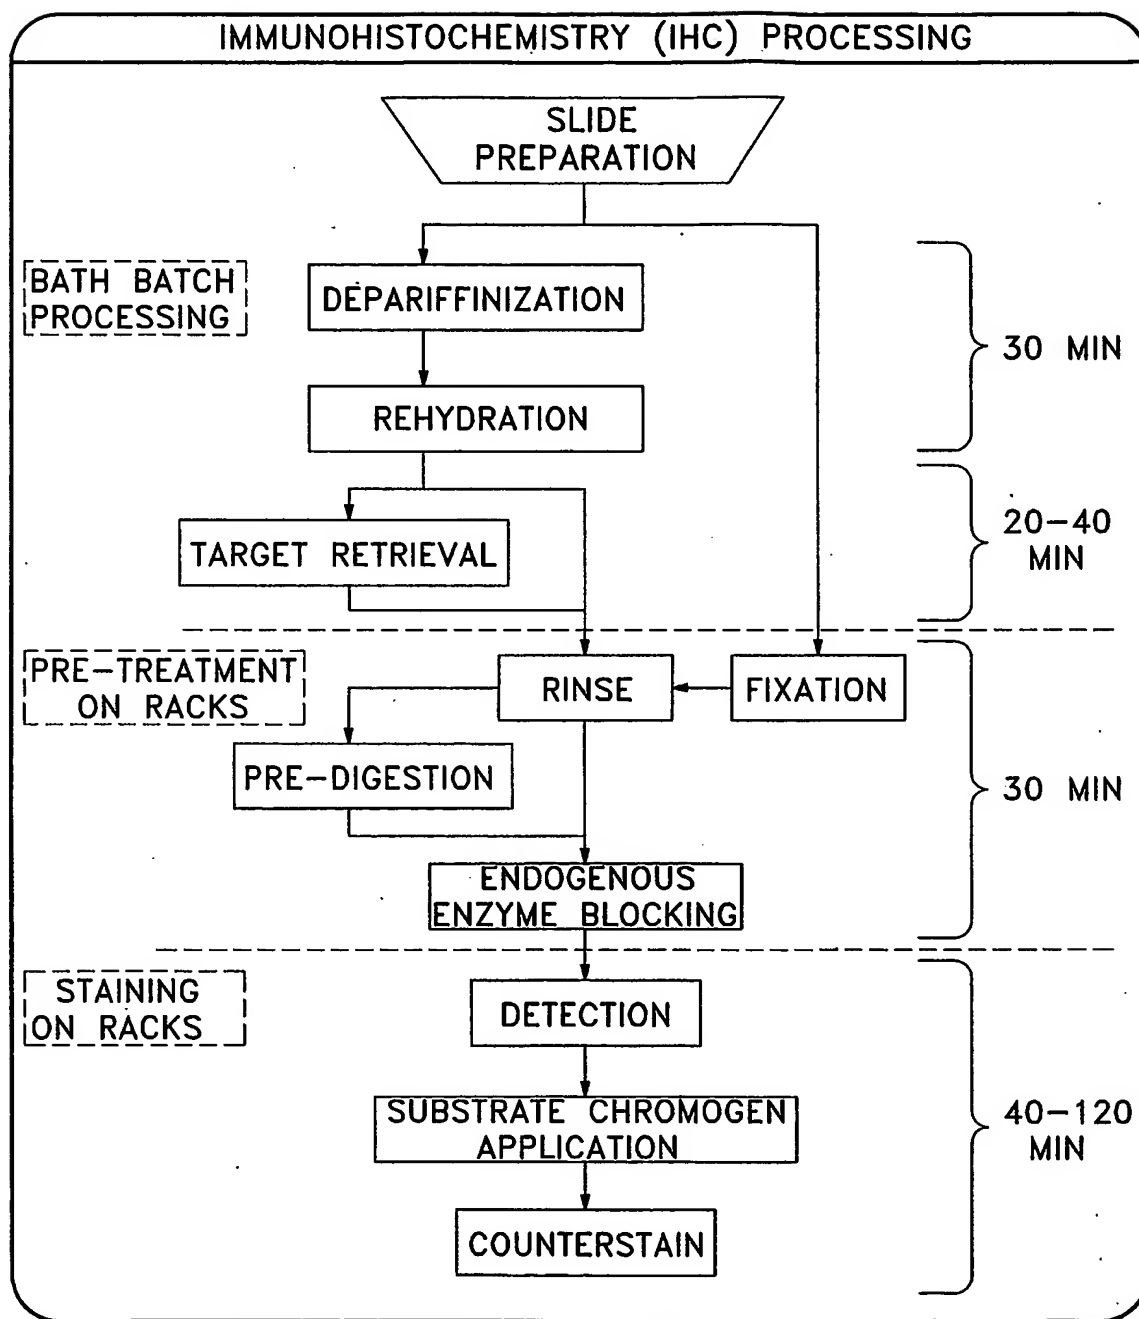 IMMUNOHISTOCHEMISTRY (IHC) PROCESSING
SLIDE
PREPARATION
BATH BATCH
PROCESSING
DEPARIFFINIZATION
30 MIN
REHYDRATION
TARGET RETRIEVAL
20-40
MIN
PRE-TREATMENT
ON RACKS
RINSE
FIXATION
PRE-DIGESTION
30 MIN
ENDOGENOUS
ENZYME BLOCKING
STAINING
ON RACKS
DETECTION
SUBSTRATE CHROMOGEN
APPLICATION
40-120
MIN
COUNTERSTAIN